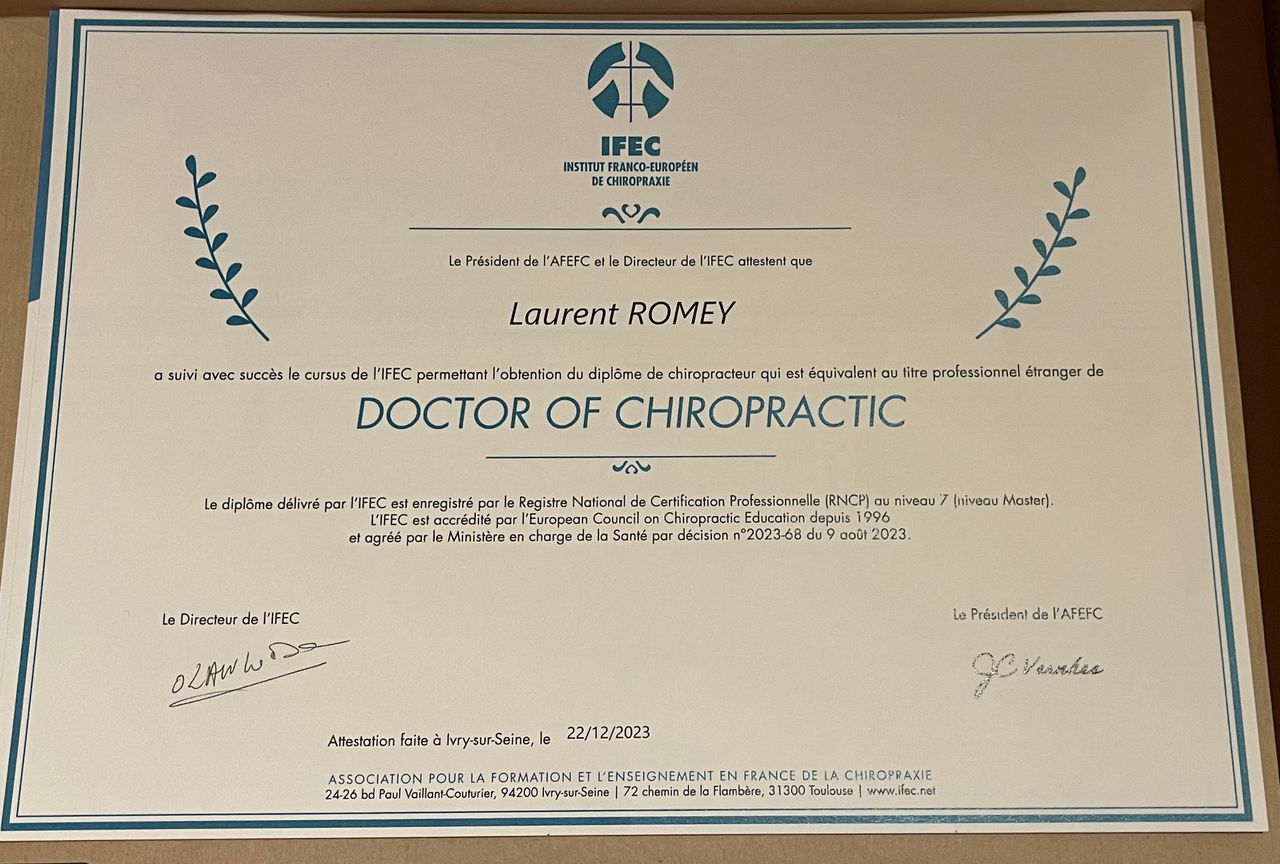 IFEC
INSTITUT FRANCO-EUROPÉEN
DE CHIROPRAXIE
Le Président de l'AFEFC et le Directeur de l'IFEC attestent que
Laurent ROMEY
a suivi avec succès le cursus de l'IFEC permettant l'obtention du diplôme de chiropracteur qui est équivalent au titre professionnel étranger de
DOCTOR OF CHIROPRACTIC
Le diplôme délivré par l'IFEC est enregistré par le Registre National de Certification Professionnelle (RNCP) au niveau 7 (niveau Master).
L'IFEC est accrédité par l'European Council on Chiropractic Education depuis 1996
et agréé par le Ministère en charge de la Santé par décision n°2023-68 du 9 août 2023.
Le Directeur de l'IFEC
Le Président de l'AFEFC
JC
Attestation faite à Ivry-sur-Seine, le 22/12/2023
ASSOCIATION POUR LA FORMATION ET L'ENSEIGNEMENT EN FRANCE DE LA CHIROPRAXIE
24-26 bd Paul Vaillant-Couturier, 94200 Ivry-sur-Seine | 72 chemin de la Flambère, 31300 Toulouse | www.ifec.net